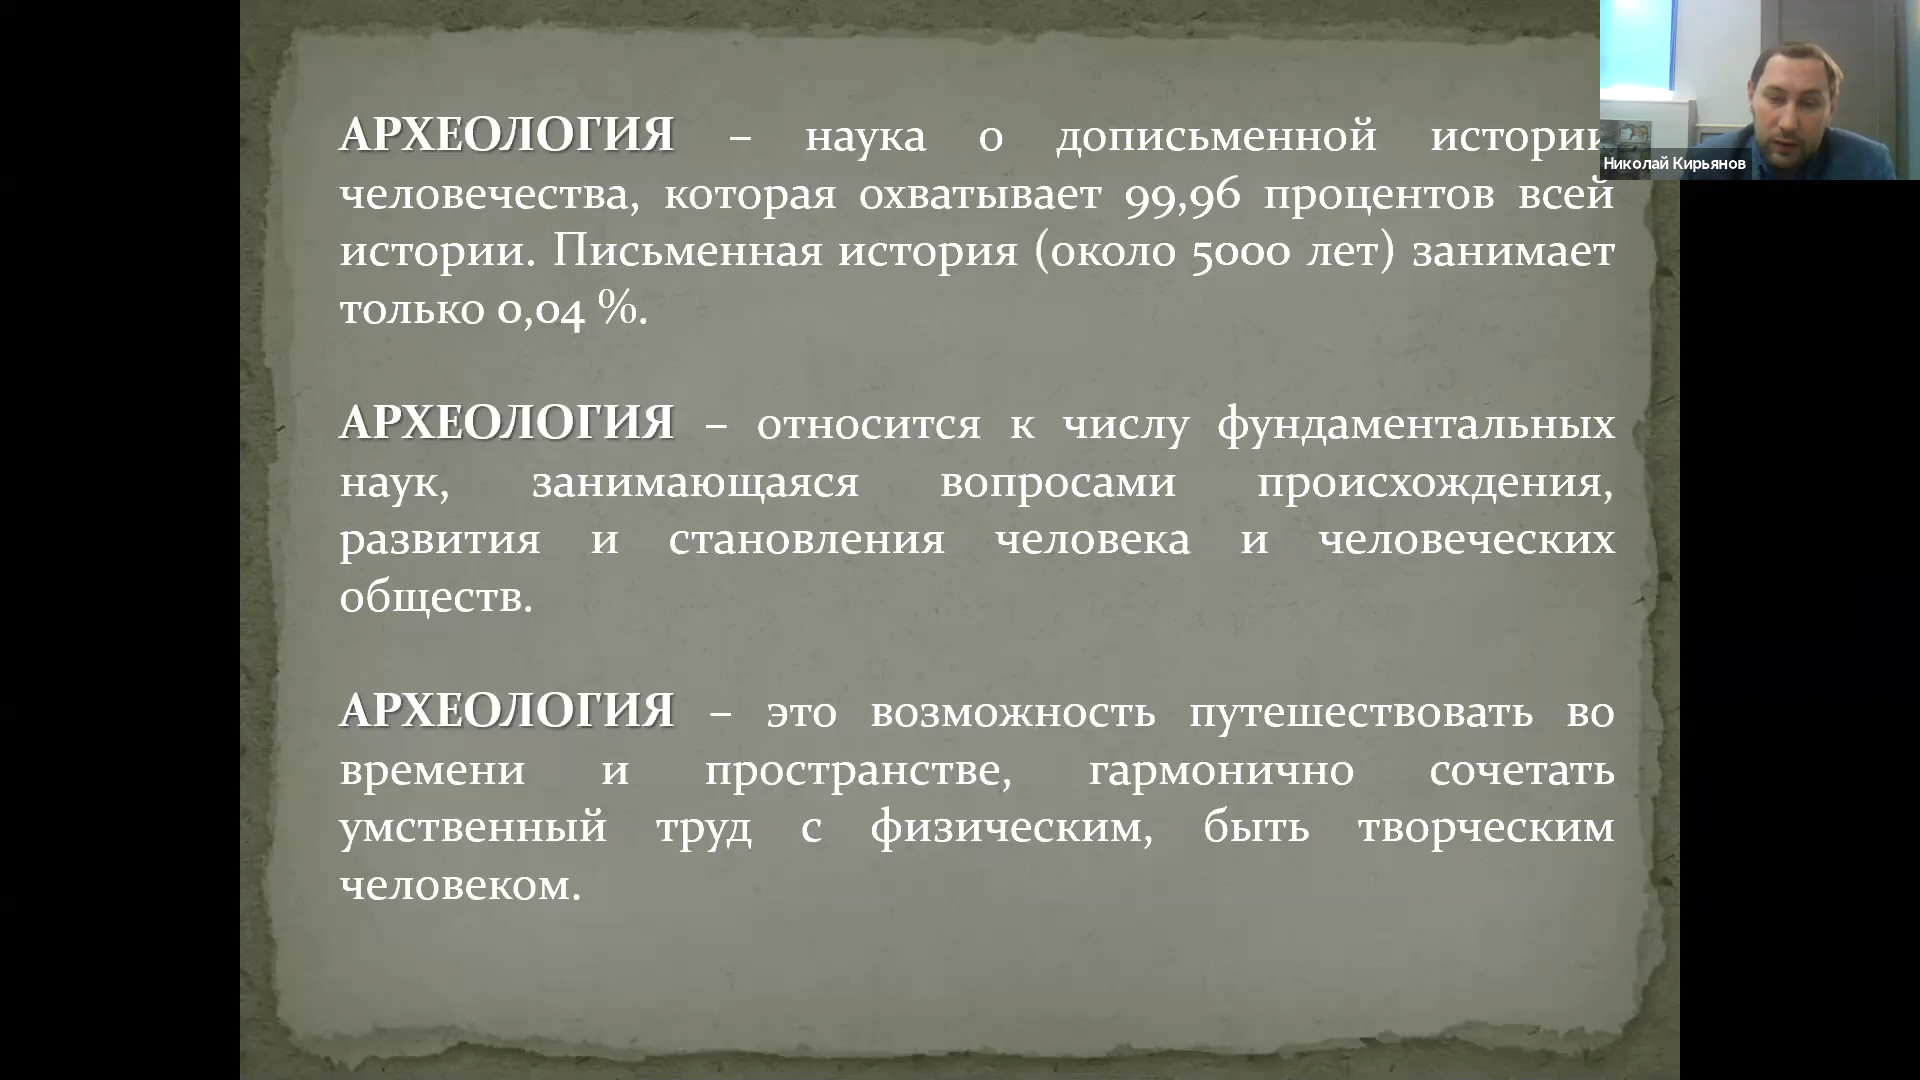 АРХЕОЛОГИЯ – наука о дописьменной истории
человечества, которая охватывает 99,96 процентов всей
истории. Письменная история (около 5000 лет) занимает
только 0,04 %.
АРХЕОЛОГИЯ – относится к числу фундаментальных
наук, занимающаяся вопросами происхождения,
развития и становления человека и человеческих
обществ.
АРХЕОЛОГИЯ – это возможность путешествовать во
времени и пространстве, гармонично сочетать
умственный труд с физическим, быть творческим
человеком.
Николай Кирьянов